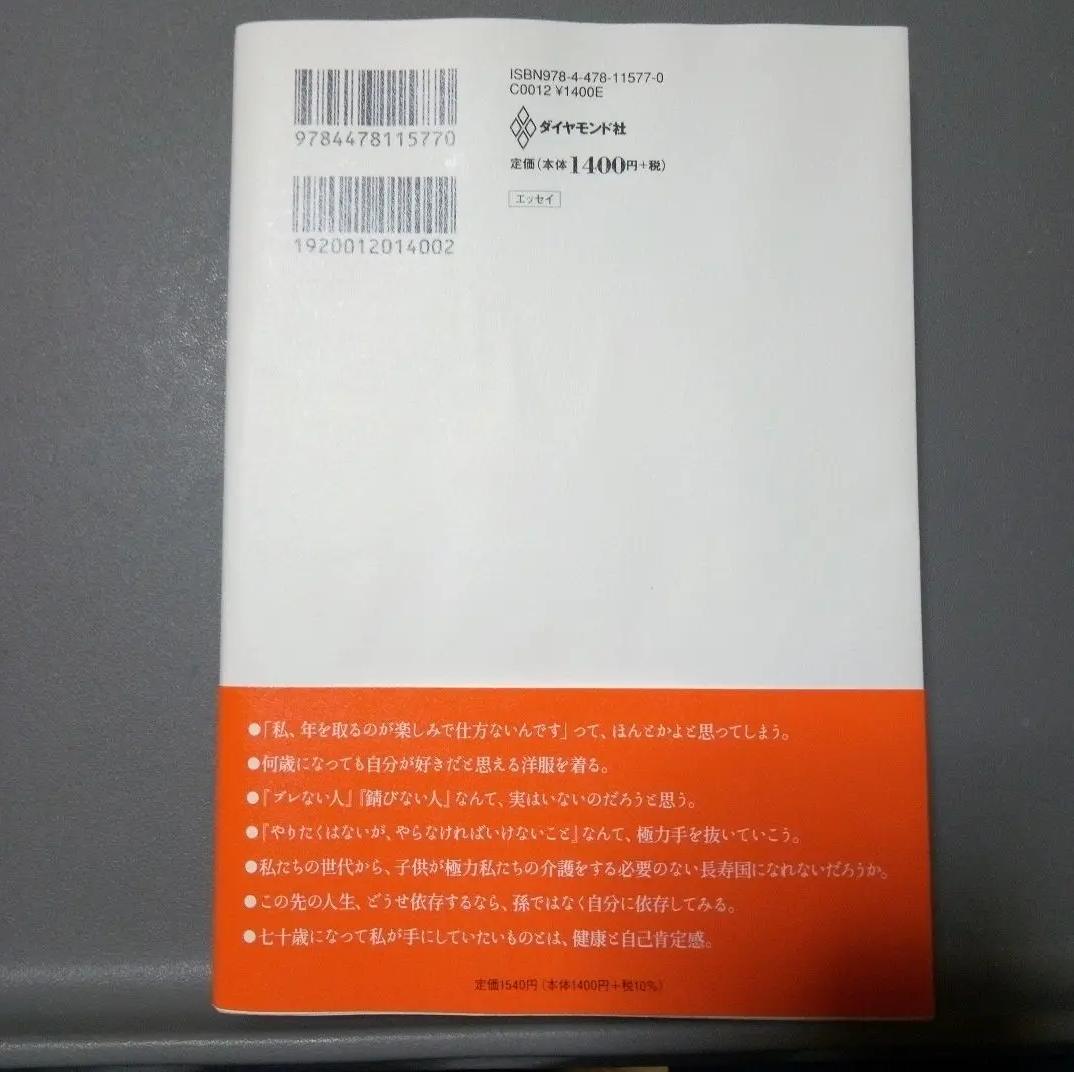 9784478115770
1920012014002
ISBN978-4-478-11577-0
C0012 ¥1400E
ダイヤモンド社
定価(本体1400円+税)
エッセイ
●「私、年を取るのが楽しみで仕方ないんです」って、ほんとかよと思ってしまう。
●何歳になっても自分が好きだと思える洋服を着る。
●『ブレない人』『錆びない人』なんて、実はいないのだろうと思う。
●『やりたくはないが、やらなければいけないこと』なんて、極力手を抜いていこう。
●私たちの世代から、子供が極力私たちの介護をする必要のない長寿国になれないだろうか。
●この先の人生、どうせ依存するなら、孫ではなく自分に依存してみる。
●七十歳になって私が手にしていたいものとは、健康と自己肯定感。
定価1540円(本体1400円+税10%)